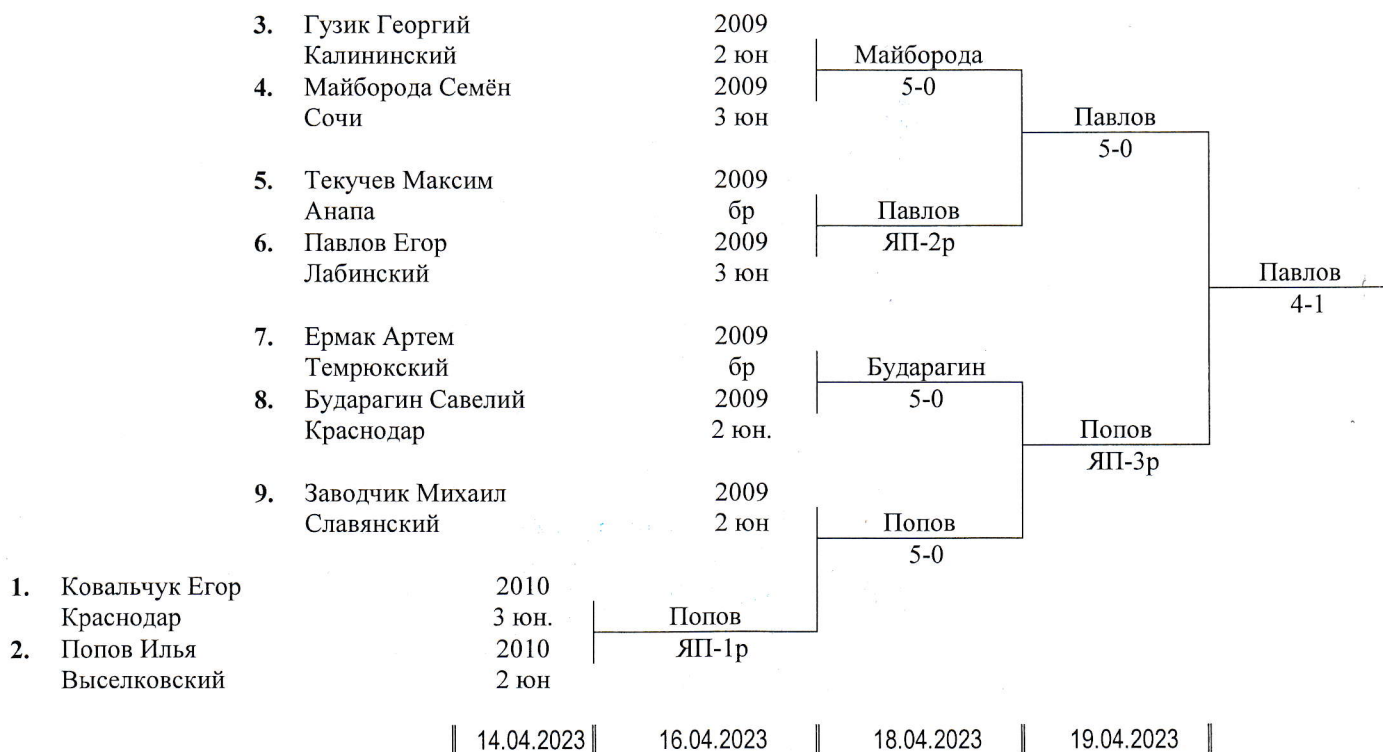 3. Гузик Георгий 2009
Калининский 2 юн Майборода
4. Майборода Семён 2009 5-0
Сочи 3 юн Павлов
5-0
5. Текучев Максим 2009
Анапа бр Павлов
6. Павлов Егор 2009 ЯП-2р
Лабинский 3 юн Павлов
4-1
7. Ермак Артем 2009
Темрюкский бр Бударагин
8. Бударагин Савелий 2009 5-0
Краснодар 2 юн. Попов
ЯП-3р
9. Заводчик Михаил 2009
Славянский 2 юн Попов
5-0
1. Ковальчук Егор 2010
Краснодар 3 юн. Попов
2. Попов Илья 2010 ЯП-1р
Выселковский 2 юн
14.04.2023 16.04.2023 18.04.2023 19.04.2023